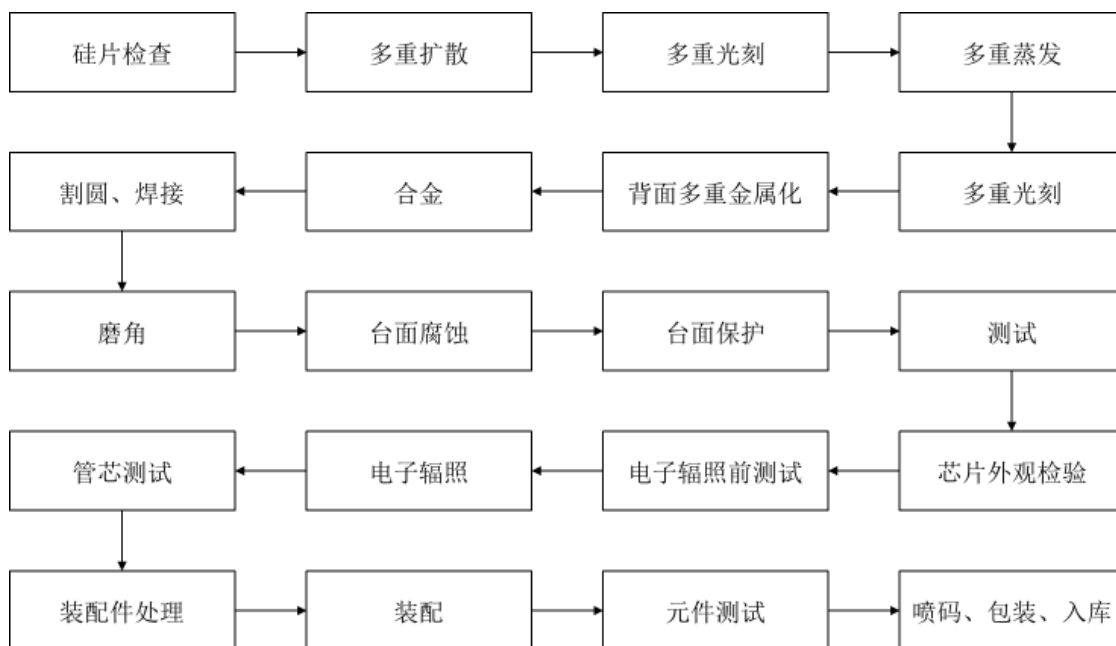 硅片检查
多重扩散
多重光刻
多重蒸发
割圆、焊接
合金
背面多重金属化
多重光刻
磨角
台面腐蚀
台面保护
测试
管芯测试
电子辐照
电子辐照前测试
芯片外观检验
装配件处理
装配
元件测试
喷码、包装、入库